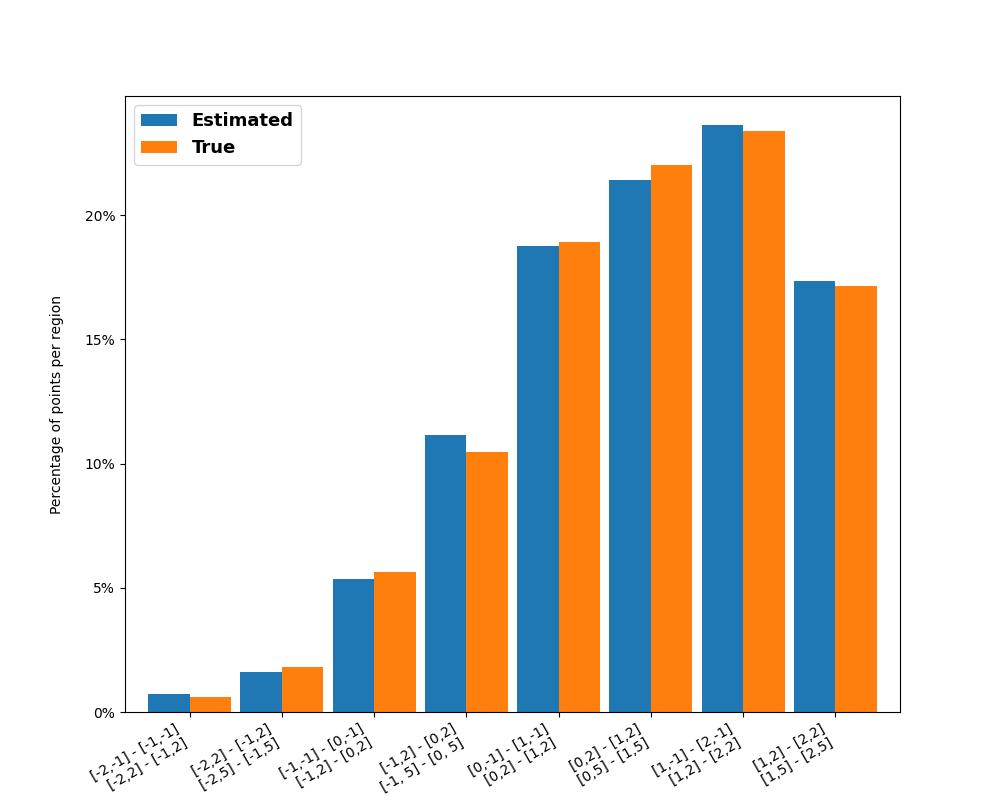 Estimated
True
20%
15%
10%
5%
0%
Percentage of points per region
[-2,-1] - [-1,-1]
[-2,2] - [-1,2]
[-2,2] - [-1,2]
[-2,5] - [-1,5]
[-1,-1] - [0,-1]
[-1,2] - [0,2]
[-1,2] - [0,2]
[-1, 5] - [0, 5]
[0,-1] - [1,-1]
[0,2] - [1,2]
[0,2] - [1,2]
[0,5] - [1,5]
[1,-1] - [2,-1]
[1,2] - [2,2]
[1,2] - [2,2]
[1,5] - [2,5]